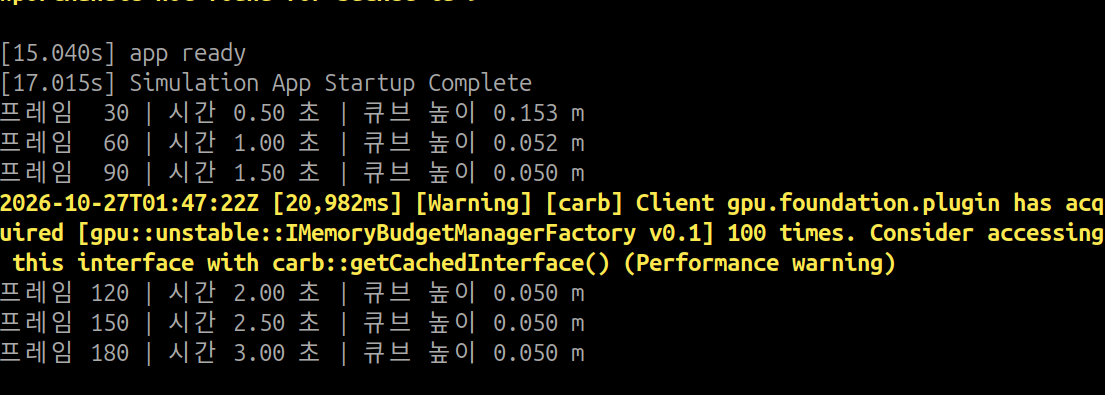 [15.040s] app ready
[17.015s] Simulation App Startup Complete
프레임  30 | 시간 0.50 초 | 큐브 높이 0.153 m
프레임  60 | 시간 1.00 초 | 큐브 높이 0.052 m
프레임  90 | 시간 1.50 초 | 큐브 높이 0.050 m
2026-10-27T01:47:22Z [20,982ms] [Warning] [carb] Client gpu.foundation.plugin has acq
uired [gpu::unstable::IMemoryBudgetManagerFactory v0.1] 100 times. Consider accessing
 this interface with carb::getCachedInterface() (Performance warning)
프레임 120 | 시간 2.00 초 | 큐브 높이 0.050 m
프레임 150 | 시간 2.50 초 | 큐브 높이 0.050 m
프레임 180 | 시간 3.00 초 | 큐브 높이 0.050 m